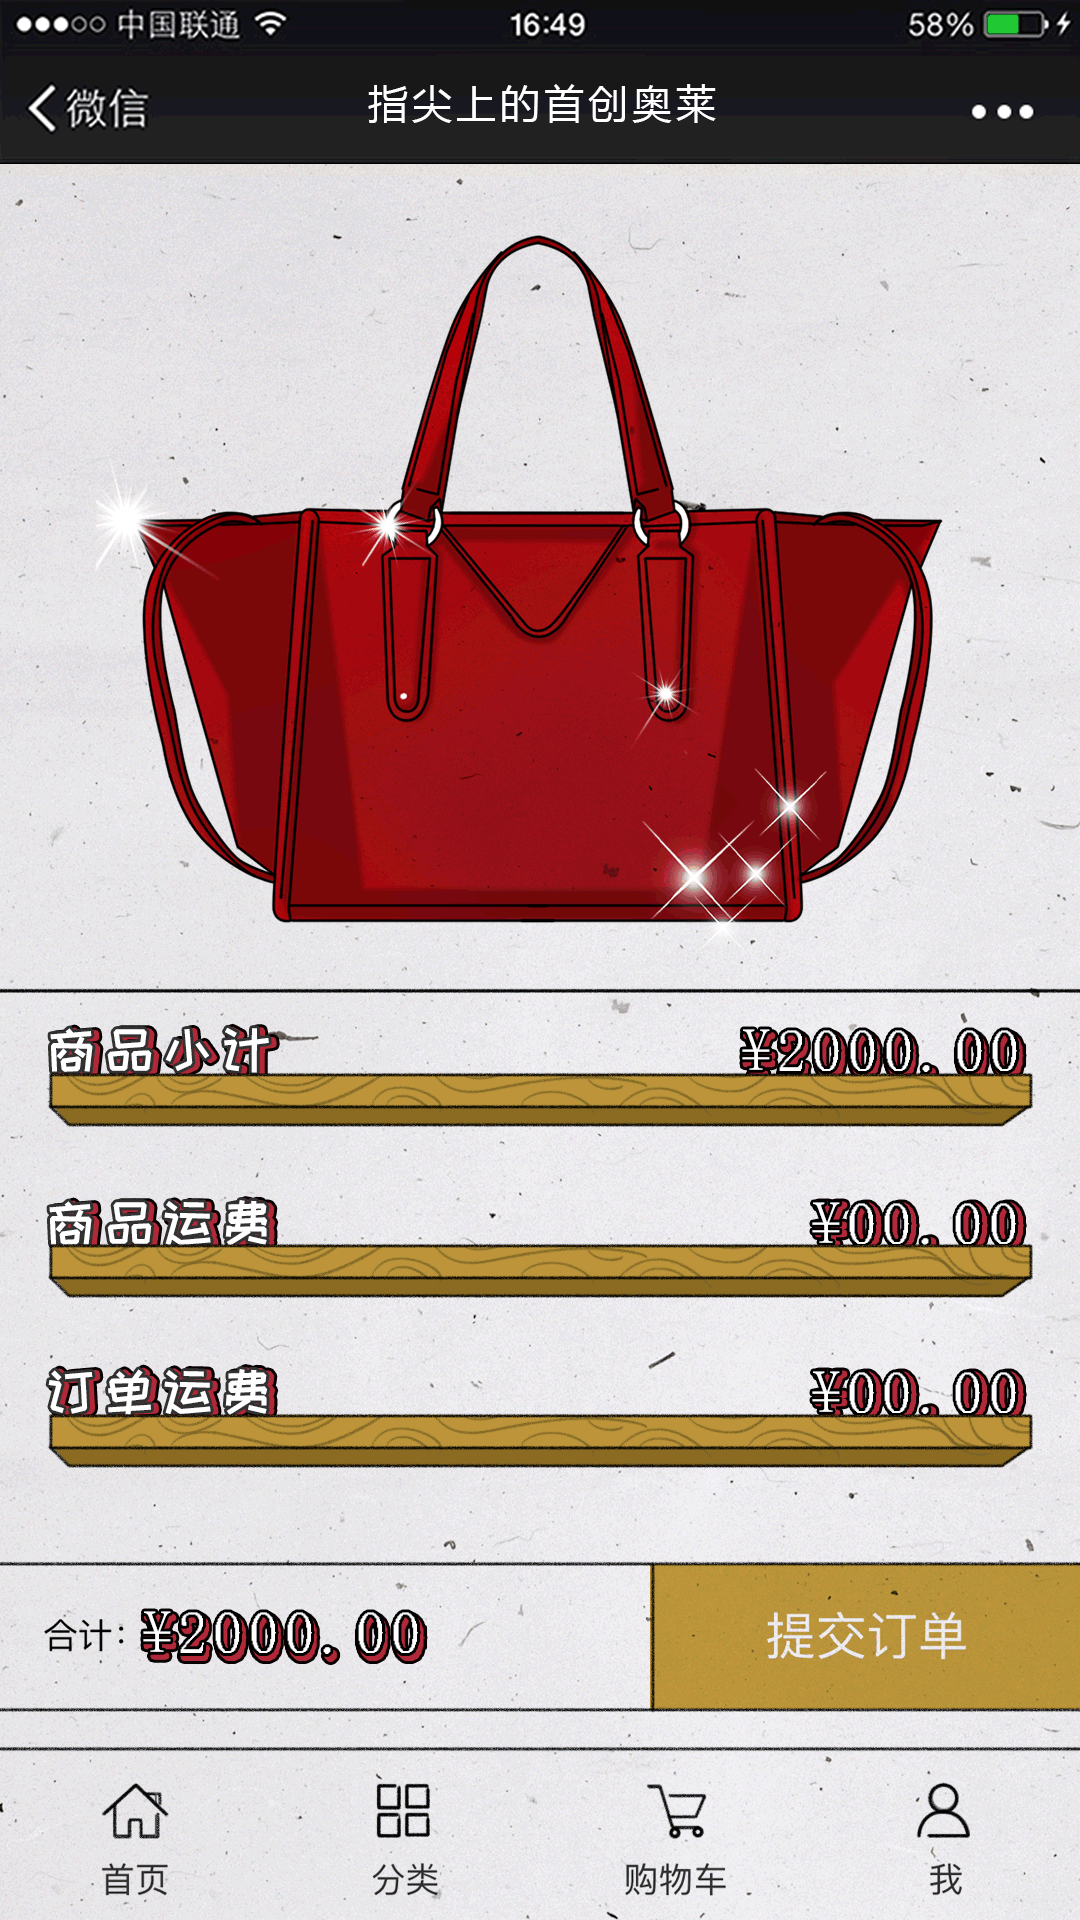 中国联通 16:49 58%
微信 指尖上的首创奥莱
商品小计 ¥2000.00
商品运费 ¥00.00
订单运费 ¥00.00
合计: ¥2000.00 提交订单
首页 分类 购物车 我